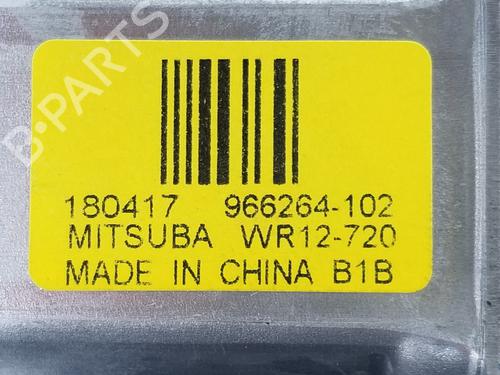 B-PARTS
180417 966264-102
MITSUBA WR12-720
MADE IN CHINA B1B